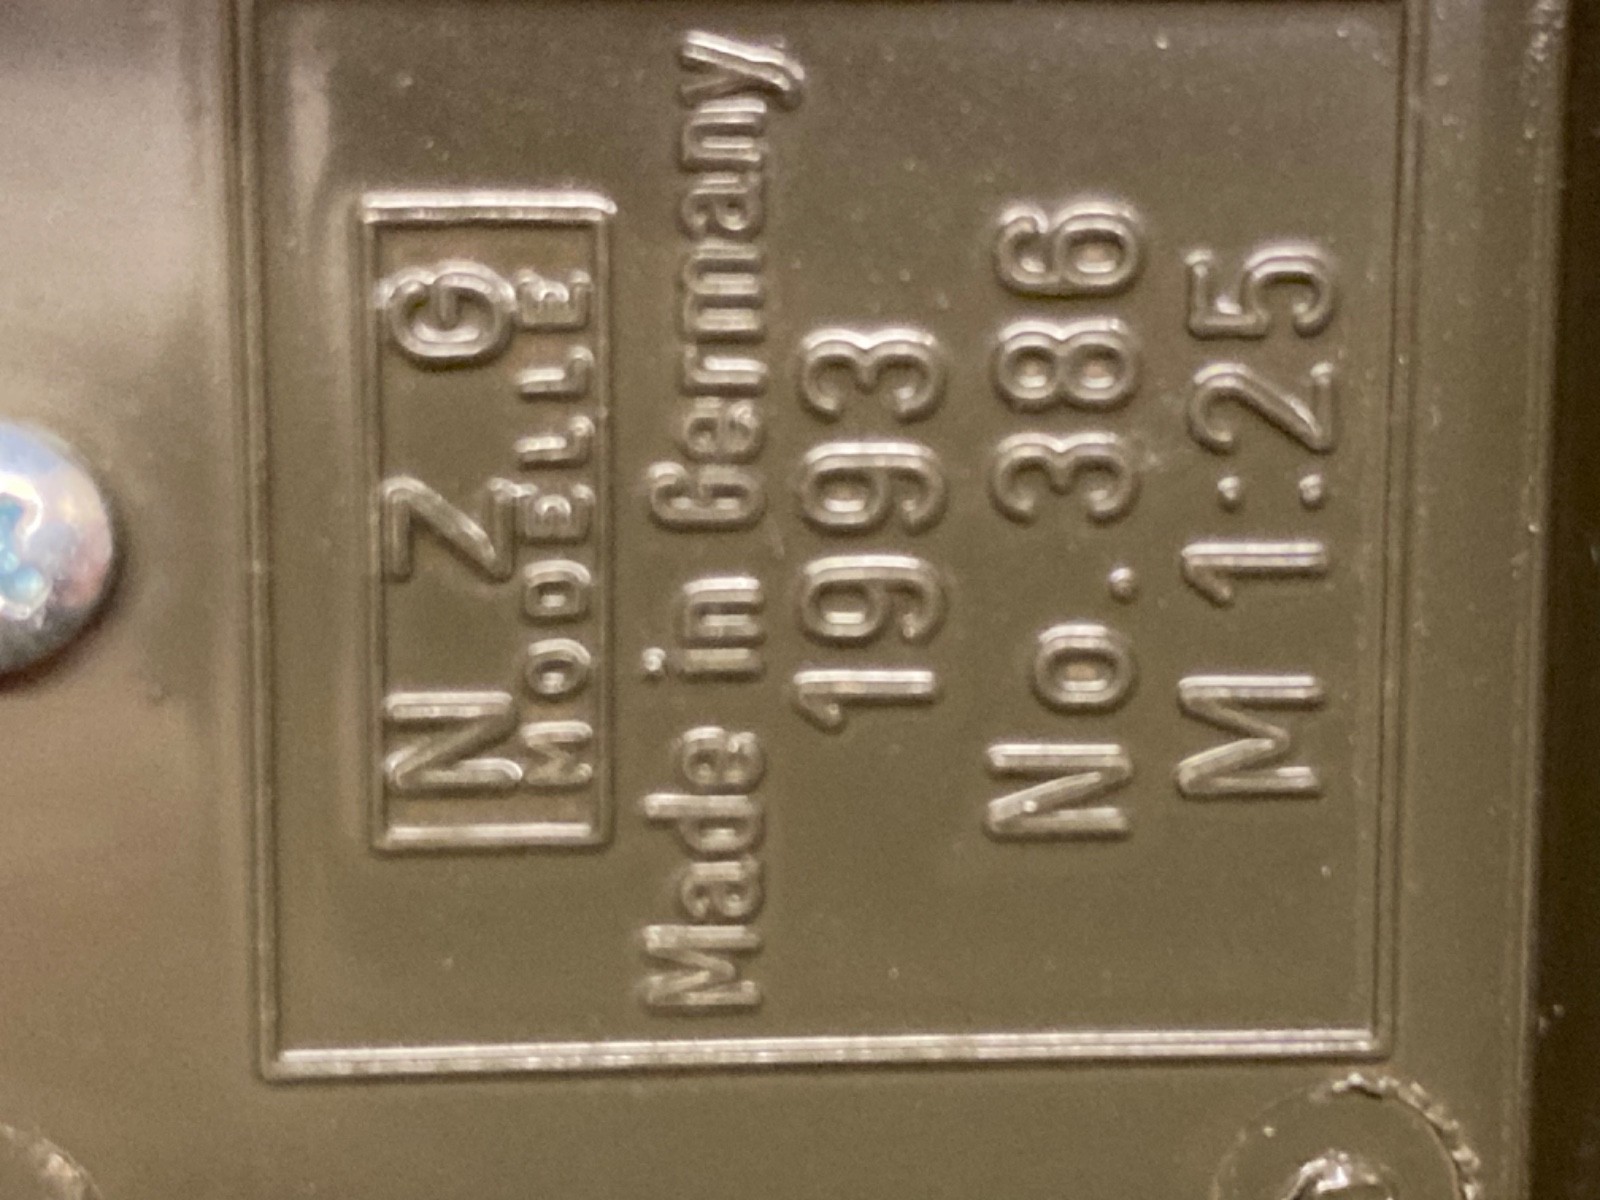 NZG
MODELLE
Made in Germany
1993
No. 386
M 1:25